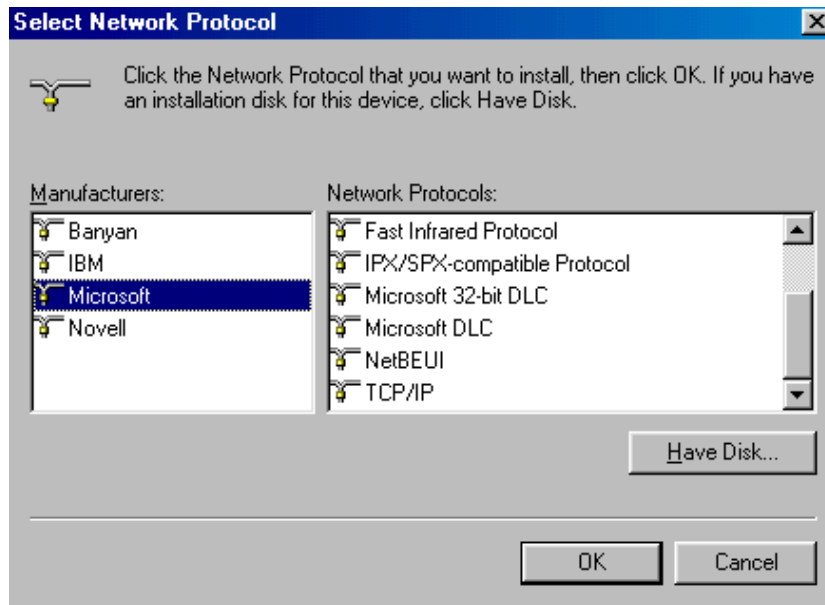 Select Network Protocol
Click the Network Protocol that you want to install, then click OK. If you have
an installation disk for this device, click Have Disk.
Manufacturers:
Banyan
IBM
Microsoft
Novell
Network Protocols:
Fast Infrared Protocol
IPX/SPX-compatible Protocol
Microsoft 32-bit DLC
Microsoft DLC
NetBEUI
TCP/IP
Have Disk...
OK
Cancel